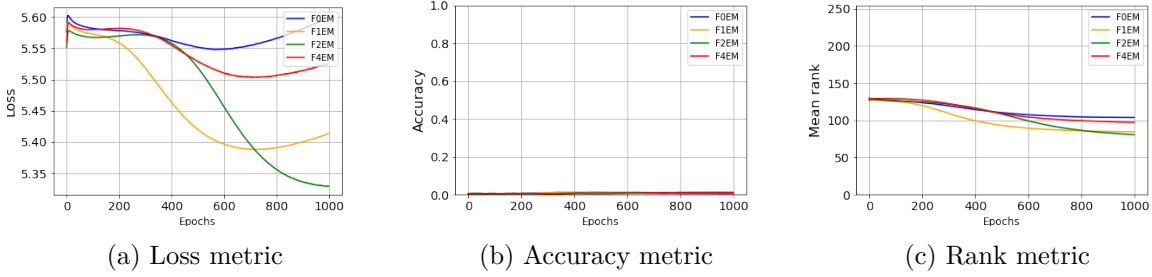 5.60
5.55
5.50
5.45
5.40
5.35
Loss
0 200 400 600 800 1000
Epochs
F0EM
F1EM
F2EM
F4EM
(a) Loss metric
1.0
0.8
0.6
0.4
0.2
0.0
Accuracy
0 200 400 600 800 1000
Epochs
F0EM
F1EM
F2EM
F4EM
(b) Accuracy metric
250
200
150
100
50
0
Mean rank
0 200 400 600 800 1000
Epochs
F0EM
F1EM
F2EM
F4EM
(c) Rank metric